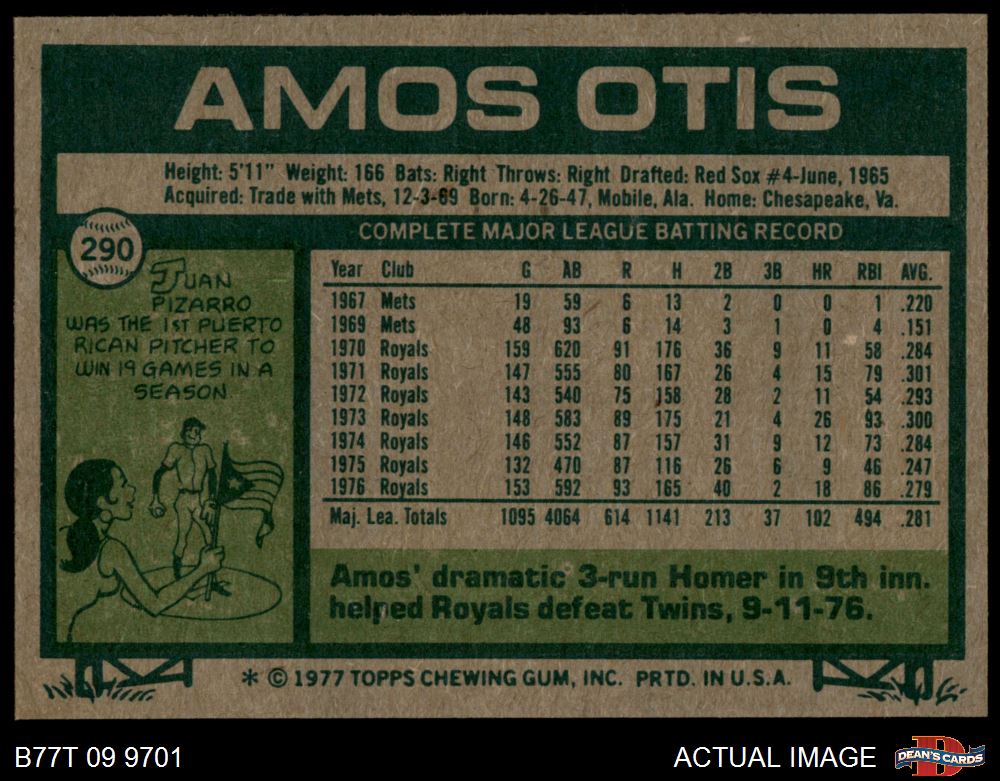 AMOS OTIS
Height: 5'11" Weight: 166 Bats: Right Throws: Right Drafted: Red Sox #4-June, 1965
Acquired: Trade with Mets, 12-3-69 Born: 4-26-47, Mobile, Ala. Home: Chesapeake, Va.
290
JUAN
PIZARRO
WAS THE 1ST PUERTO
RICAN PITCHER TO
WIN 19 GAMES IN A
SEASON
COMPLETE MAJOR LEAGUE BATTING RECORD
Year Club G AB R H 2B 3B HR RBI AVG.
1967 Mets 19 59 6 13 2 0 0 1 .220
1969 Mets 48 93 6 14 3 1 0 4 .151
1970 Royals 159 620 91 176 36 9 11 58 .284
1971 Royals 147 555 80 167 26 4 15 79 .301
1972 Royals 143 540 75 158 28 2 11 54 .293
1973 Royals 148 583 89 175 21 4 26 93 .300
1974 Royals 146 552 87 157 31 9 12 73 .284
1975 Royals 132 470 87 116 26 6 9 46 .247
1976 Royals 153 592 93 165 40 2 18 86 .279
Maj. Lea. Totals 1095 4064 614 1141 213 37 102 494 .281
Amos' dramatic 3-run Homer in 9th inn.
helped Royals defeat Twins, 9-11-76.
* © 1977 TOPPS CHEWING GUM, INC. PRTD. IN U.S.A.
B77T 09 9701
ACTUAL IMAGE
D
DEAN'S CARDS